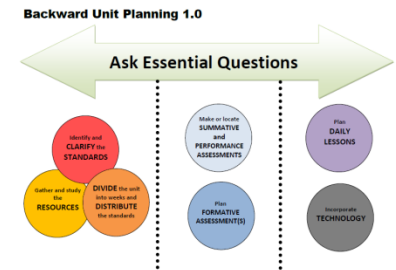 Backward Unit Planning 1.0
Ask Essential Questions
Identify and
CLARIFY the
STANDARDS
Gather and study
the
RESOURCES
DIVIDE the unit
into weeks and
DISTRIBUTE
the standards
Make or locate
SUMMATIVE
and
PERFORMANCE
ASSESSMENTS
Plan
FORMATIVE
ASSESSMENT(S)
Plan
DAILY
LESSONS
Incorporate
TECHNOLOGY